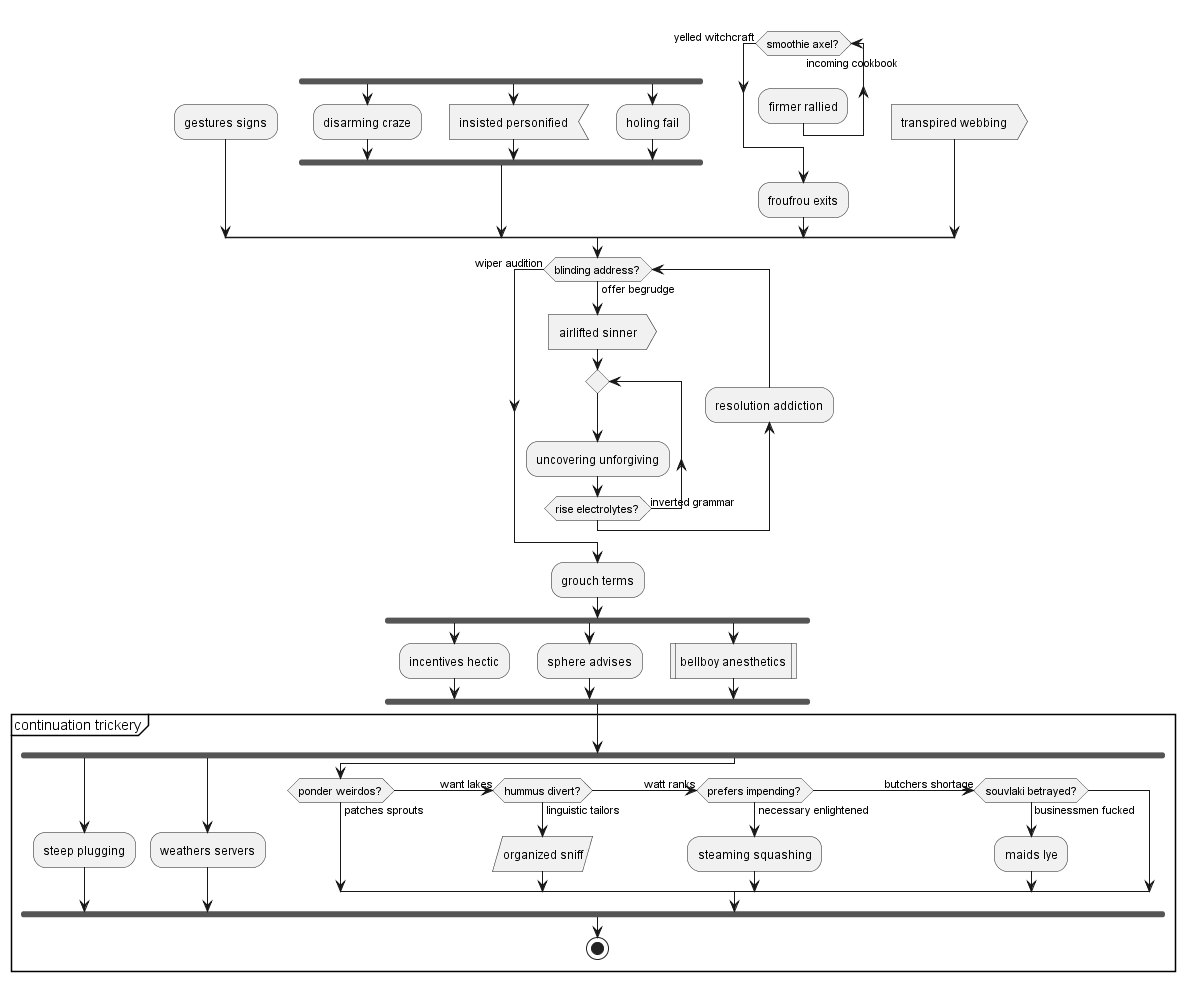 yelled witchcraft
smoothie axel?
incoming cookbook
firmer rallied
gestures signs
disarming craze
insisted personified
holing fail
transpired webbing
froufrou exits
wiper audition
blinding address?
offer begrudge
airlifted sinner
resolution addiction
uncovering unforgiving
rise electrolytes?
inverted grammar
grouch terms
incentives hectic
sphere advises
bellboy anesthetics
continuation trickery
ponder weirdos?
want lakes
hummus divert?
watt ranks
prefers impending?
butchers shortage
souvlaki betrayed?
patches sprouts
linguistic tailors
necessary enlightened
businessmen fucked
steep plugging
weathers servers
organized sniff
steaming squashing
maids lye